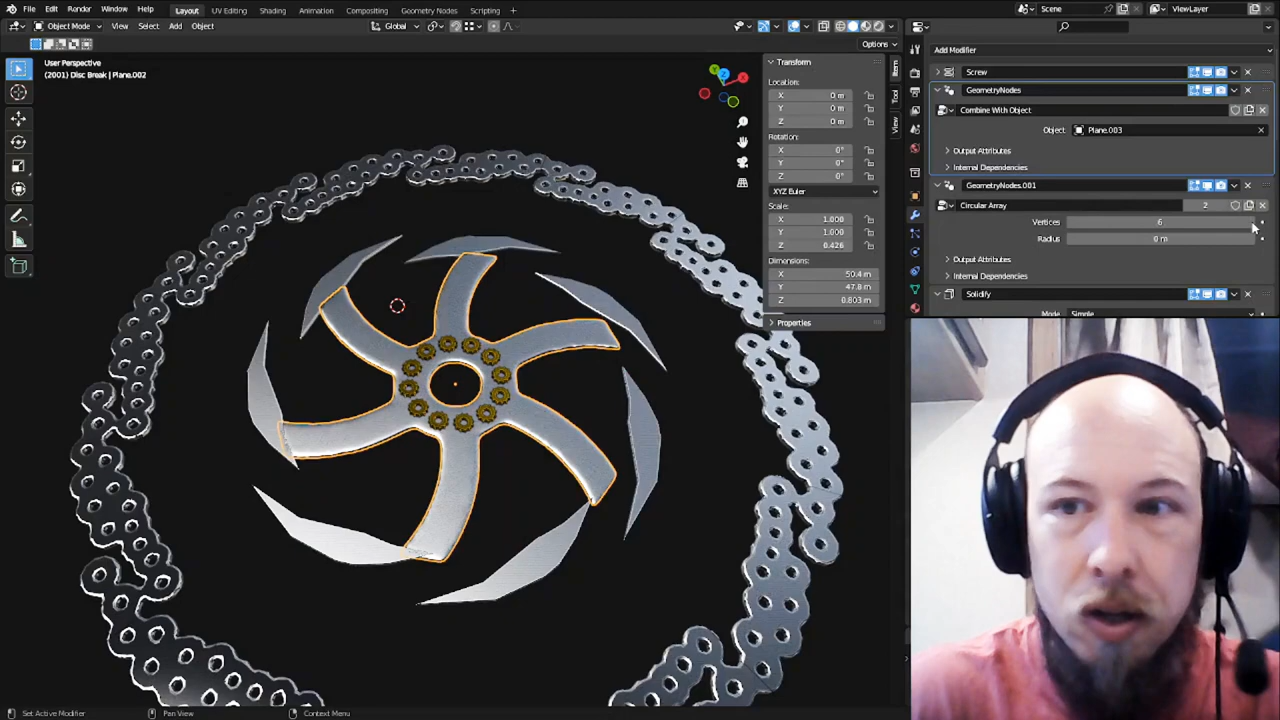 File Edit Render Window Help Layout UV Editing Shading Animation Compositing Geometry Nodes Scripting Scene ViewLayer
Object Mode View Select Add Object Global
Options
User Perspective
(2001) Disc Break | Plane.002
X
Y
Z
Transform
Location:
X 0 m
Y 0 m
Z 0 m
Rotation:
X 0°
Y 0°
Z 0°
XYZ Euler
Scale:
X 1.000
Y 1.000
Z 0.426
Dimensions:
X 50.4 m
Y 47.8 m
Z 0.803 m
Properties
Item
Tool
View
Add Modifier
Screw
GeometryNodes
Combine With Object
Object Plane.003
Output Attributes
Internal Dependencies
GeometryNodes.001
Circular Array 2
Vertices 6
Radius 0 m
Output Attributes
Internal Dependencies
Solidify
Mode Simple
Set Active Modifier Pan View Context Menu